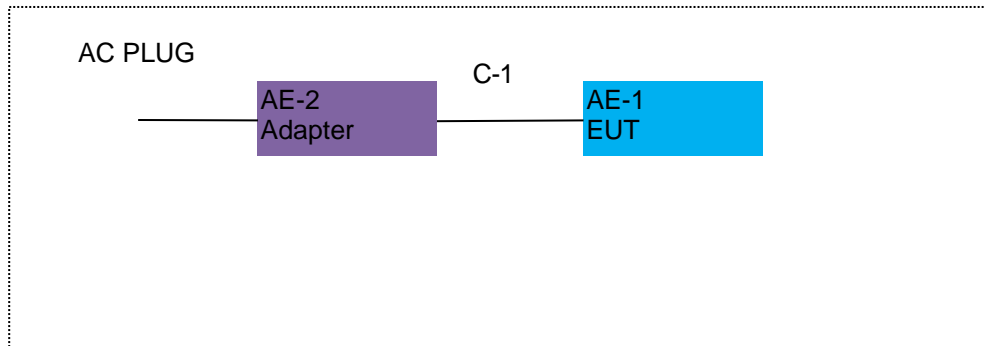 AC PLUG
C-1
AE-2
Adapter
AE-1
EUT